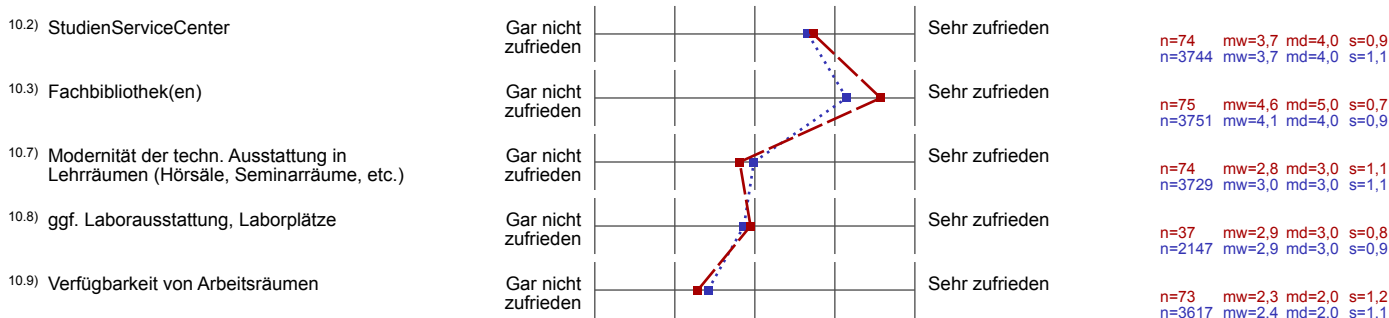 10.2) StudienServiceCenter
Gar nicht
zufrieden
Sehr zufrieden
n=74 mw=3,7 md=4,0 s=0,9
n=3744 mw=3,7 md=4,0 s=1,1
10.3) Fachbibliothek(en)
Gar nicht
zufrieden
Sehr zufrieden
n=75 mw=4,6 md=5,0 s=0,7
n=3751 mw=4,1 md=4,0 s=0,9
10.7) Modernität der techn. Ausstattung in
Lehrräumen (Hörsäle, Seminarräume, etc.)
Gar nicht
zufrieden
Sehr zufrieden
n=74 mw=2,8 md=3,0 s=1,1
n=3729 mw=3,0 md=3,0 s=1,1
10.8) ggf. Laborausstattung, Laborplätze
Gar nicht
zufrieden
Sehr zufrieden
n=37 mw=2,9 md=3,0 s=0,8
n=2147 mw=2,9 md=3,0 s=0,9
10.9) Verfügbarkeit von Arbeitsräumen
Gar nicht
zufrieden
Sehr zufrieden
n=73 mw=2,3 md=2,0 s=1,2
n=3617 mw=2,4 md=2,0 s=1,1